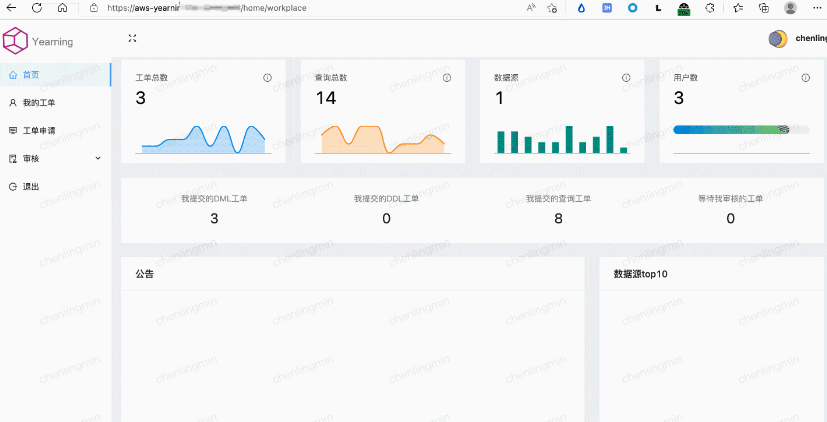 https://aws-yearnin /home/workplace
Yearning
chenling
首页
我的工单
工单申请
审核
退出
工单总数
3
查询总数
14
数据源
1
用户数
3
我提交的DML工单
3
我提交的DDL工单
0
我提交的查询工单
8
等待我审核的工单
0
公告
数据源top10
chenlingmin